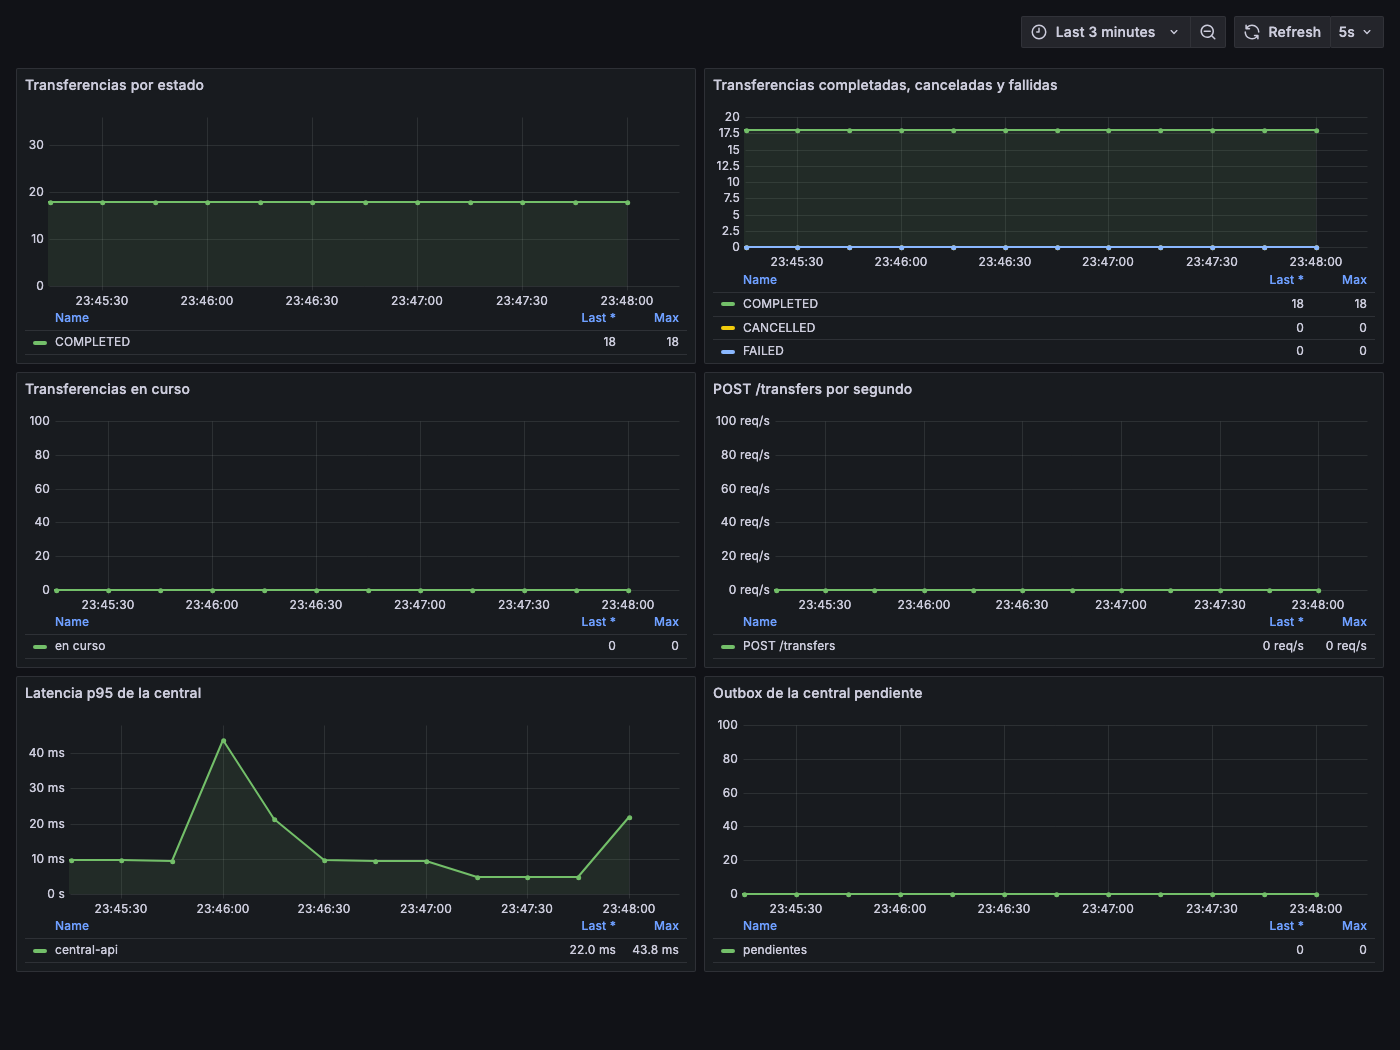 Last 3 minutes
Refresh 5s
Transferencias por estado
30
20
10
0
23:45:30 23:46:00 23:46:30 23:47:00 23:47:30 23:48:00
Name Last * Max
COMPLETED 18 18
Transferencias completadas, canceladas y fallidas
20
17.5
15
12.5
10
7.5
5
2.5
0
23:45:30 23:46:00 23:46:30 23:47:00 23:47:30 23:48:00
Name Last * Max
COMPLETED 18 18
CANCELLED 0 0
FAILED 0 0
Transferencias en curso
100
80
60
40
20
0
23:45:30 23:46:00 23:46:30 23:47:00 23:47:30 23:48:00
Name Last * Max
en curso 0 0
POST /transfers por segundo
100 req/s
80 req/s
60 req/s
40 req/s
20 req/s
0 req/s
23:45:30 23:46:00 23:46:30 23:47:00 23:47:30 23:48:00
Name Last * Max
POST /transfers 0 req/s 0 req/s
Latencia p95 de la central
40 ms
30 ms
20 ms
10 ms
0 s
23:45:30 23:46:00 23:46:30 23:47:00 23:47:30 23:48:00
Name Last * Max
central-api 22.0 ms 43.8 ms
Outbox de la central pendiente
100
80
60
40
20
0
23:45:30 23:46:00 23:46:30 23:47:00 23:47:30 23:48:00
Name Last * Max
pendientes 0 0